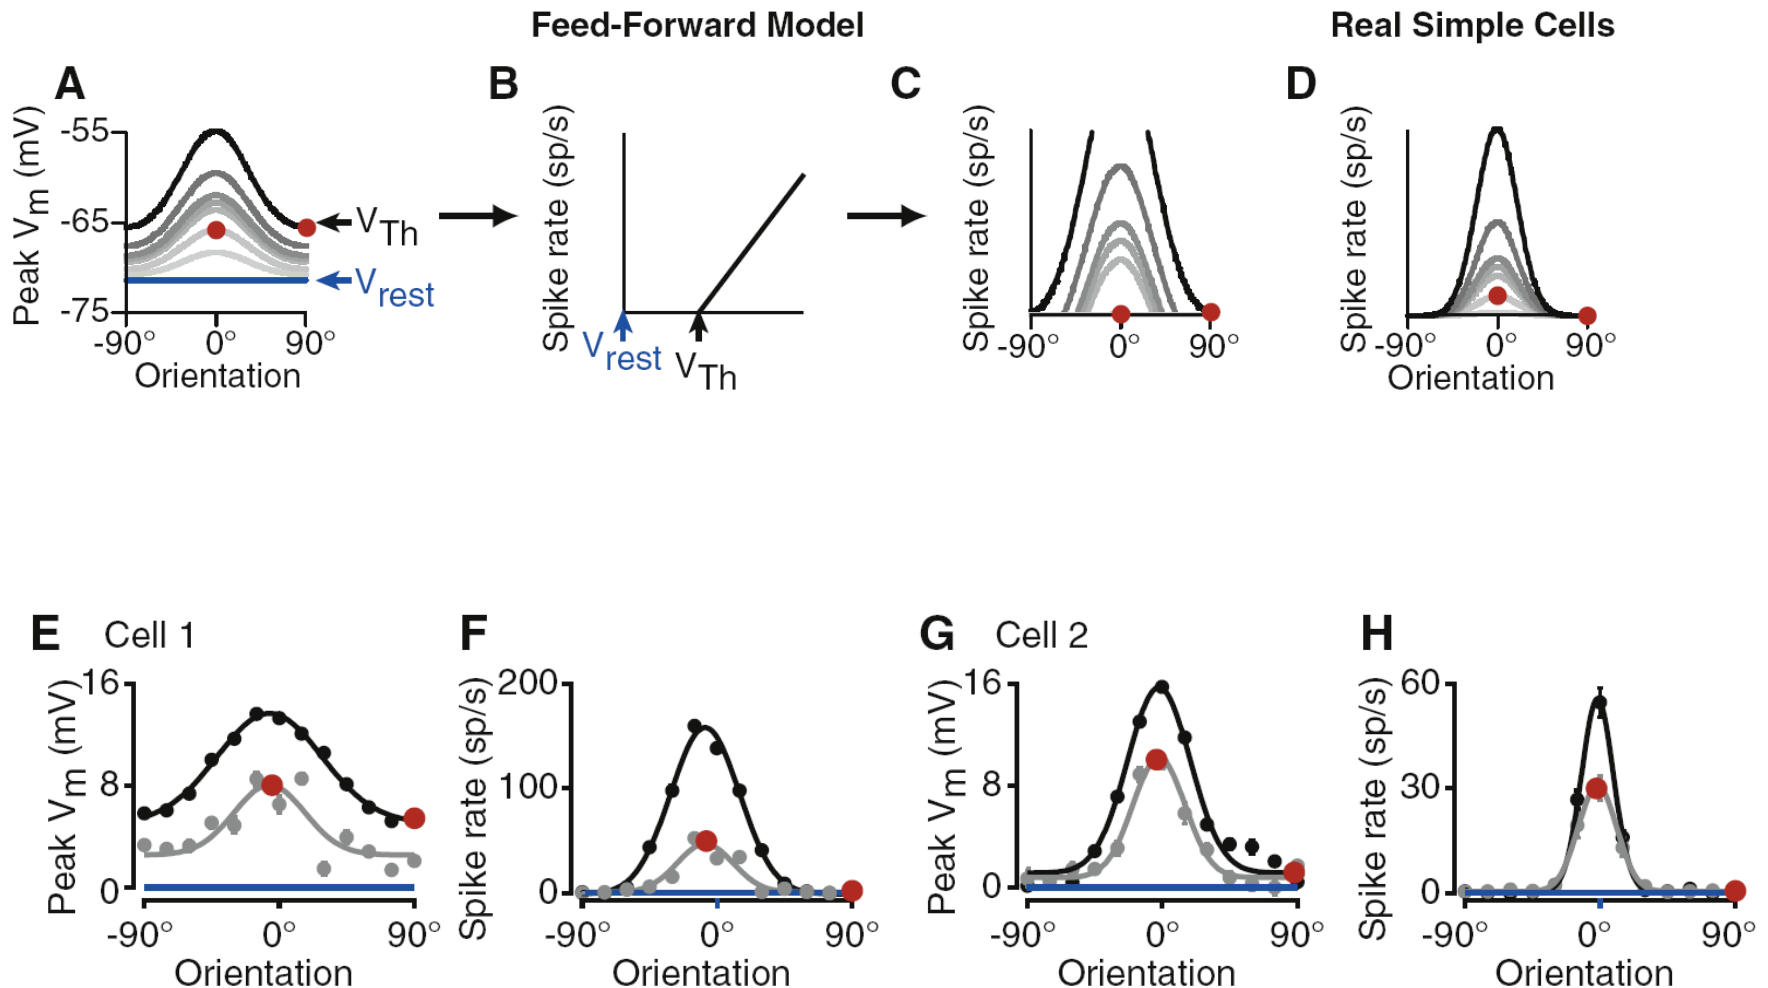 Feed-Forward Model
Real Simple Cells
A
Peak Vm (mV)
-55
-65
-75
-90° 0° 90°
Orientation
VTh
Vrest
B
Spike rate (sp/s)
Vrest
VTh
C
Spike rate (sp/s)
-90° 0° 90°
D
Spike rate (sp/s)
-90° 0° 90°
Orientation
E Cell 1
Peak Vm (mV)
16
8
0
-90° 0° 90°
Orientation
F
Spike rate (sp/s)
200
100
0
-90° 0° 90°
Orientation
G Cell 2
Peak Vm (mV)
16
8
0
-90° 0° 90°
Orientation
H
Spike rate (sp/s)
60
30
0
-90° 0° 90°
Orientation